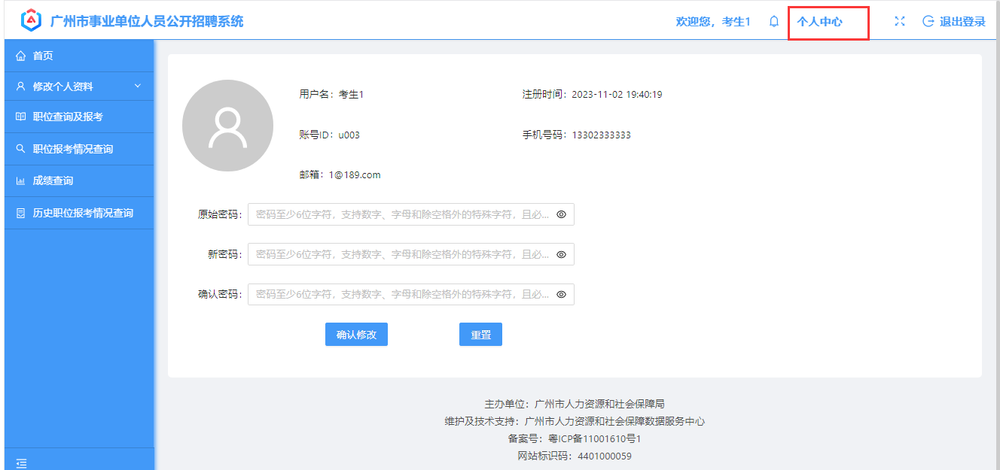 广州市事业单位人员公开招聘系统
欢迎您，考生1
个人中心
退出登录
首页
修改个人资料
职位查询及报考
职位报考情况查询
成绩查询
历史职位报考情况查询
用户名：考生1
注册时间：2023-11-02 19:40:19
账号ID：u003
手机号码：13302333333
邮箱：1@189.com
原始密码：
密码至少6位字符，支持数字、字母和除空格外的特殊字符，且必...
新密码：
密码至少6位字符，支持数字、字母和除空格外的特殊字符，且必...
确认密码：
密码至少6位字符，支持数字、字母和除空格外的特殊字符，且必...
确认修改
重置
主办单位：广州市人力资源和社会保障局
维护及技术支持：广州市人力资源和社会保障数据服务中心
备案号：粤ICP备11001610号1
网站标识码：4401000059